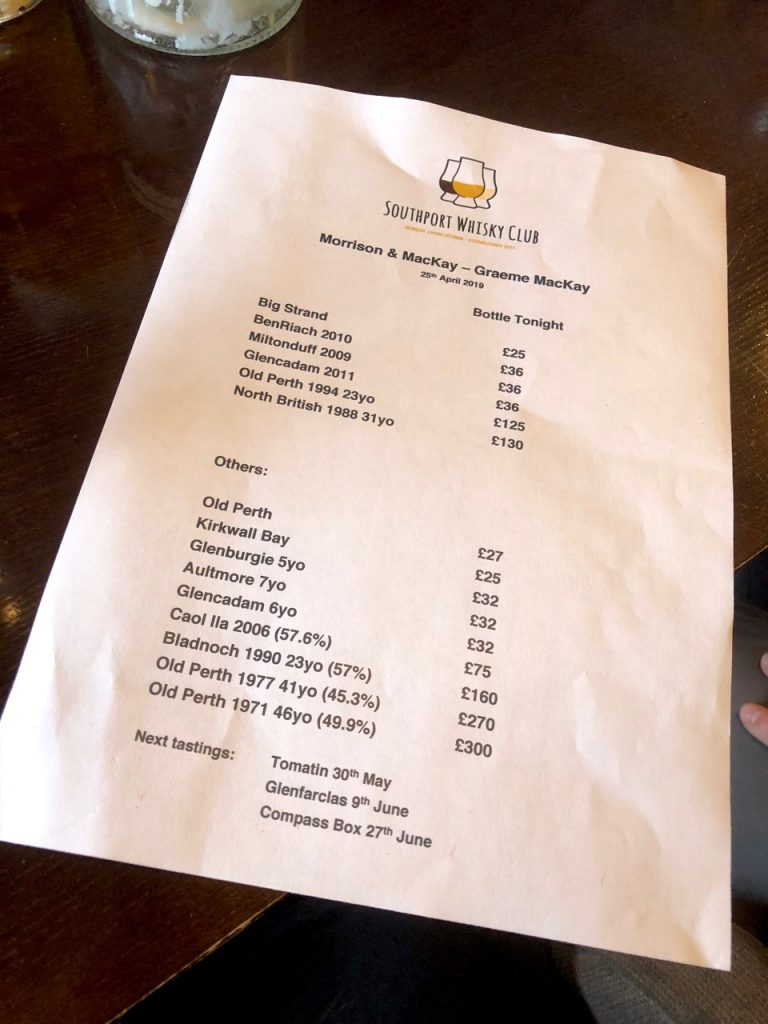 SOUTHPORT WHISKY CLUB
REMEDY, CHURCHTOWN - ESTABLISHED 2017
Morrison & MacKay – Graeme MacKay
25th April 2019
Bottle Tonight
Big Strand £25
BenRiach 2010 £36
Miltonduff 2009 £36
Glencadam 2011 £36
Old Perth 1994 23yo £125
North British 1988 31yo £130
Others:
Old Perth £27
Kirkwall Bay £25
Glenburgie 5yo £32
Aultmore 7yo £32
Glencadam 6yo £32
Caol Ila 2006 (57.6%) £75
Bladnoch 1990 23yo (57%) £160
Old Perth 1977 41yo (45.3%) £270
Old Perth 1971 46yo (49.9%) £300
Next tastings: Tomatin 30th May
Glenfarclas 9th June
Compass Box 27th June